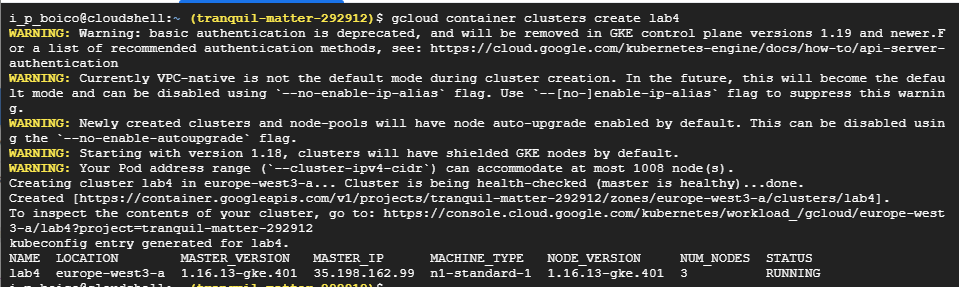 i_p_boico@cloudshell:~ (tranquil-matter-292912)$ gcloud container clusters create lab4
WARNING: Warning: basic authentication is deprecated, and will be removed in GKE control plane versions 1.19 and newer.F
or a list of recommended authentication methods, see: https://cloud.google.com/kubernetes-engine/docs/how-to/api-server-
authentication
WARNING: Currently VPC-native is not the default mode during cluster creation. In the future, this will become the defau
lt mode and can be disabled using `--no-enable-ip-alias` flag. Use `--[no-]enable-ip-alias` flag to suppress this warnin
g.
WARNING: Newly created clusters and node-pools will have node auto-upgrade enabled by default. This can be disabled usin
g the `--no-enable-autoupgrade` flag.
WARNING: Starting with version 1.18, clusters will have shielded GKE nodes by default.
WARNING: Your Pod address range (`--cluster-ipv4-cidr`) can accommodate at most 1008 node(s).
Creating cluster lab4 in europe-west3-a... Cluster is being health-checked (master is healthy)...done.
Created [https://container.googleapis.com/v1/projects/tranquil-matter-292912/zones/europe-west3-a/clusters/lab4].
To inspect the contents of your cluster, go to: https://console.cloud.google.com/kubernetes/workload_/gcloud/europe-west
3-a/lab4?project=tranquil-matter-292912
kubeconfig entry generated for lab4.
NAME LOCATION MASTER_VERSION MASTER_IP MACHINE_TYPE NODE_VERSION NUM_NODES STATUS
lab4 europe-west3-a 1.16.13-gke.401 35.198.162.99 n1-standard-1 1.16.13-gke.401 3 RUNNING
i_p_boico@cloudshell:~ (tranquil-matter-292912)$